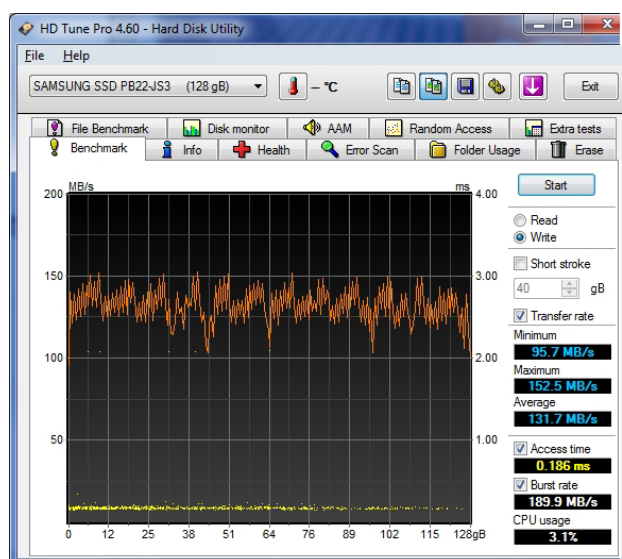 HD Tune Pro 4.60 - Hard Disk Utility
File Help
SAMSUNG SSD PB22-JS3 (128 gB) – °C Exit
File Benchmark Disk monitor AAM Random Access Extra tests
Benchmark Info Health Error Scan Folder Usage Erase
MB/s ms
200 4.00
150 3.00
100 2.00
50 1.00
0 12 25 38 51 64 76 89 102 115 128gB
Start
Read
Write
Short stroke
40 gB
Transfer rate
Minimum
95.7 MB/s
Maximum
152.5 MB/s
Average
131.7 MB/s
Access time
0.186 ms
Burst rate
189.9 MB/s
CPU usage
3.1%